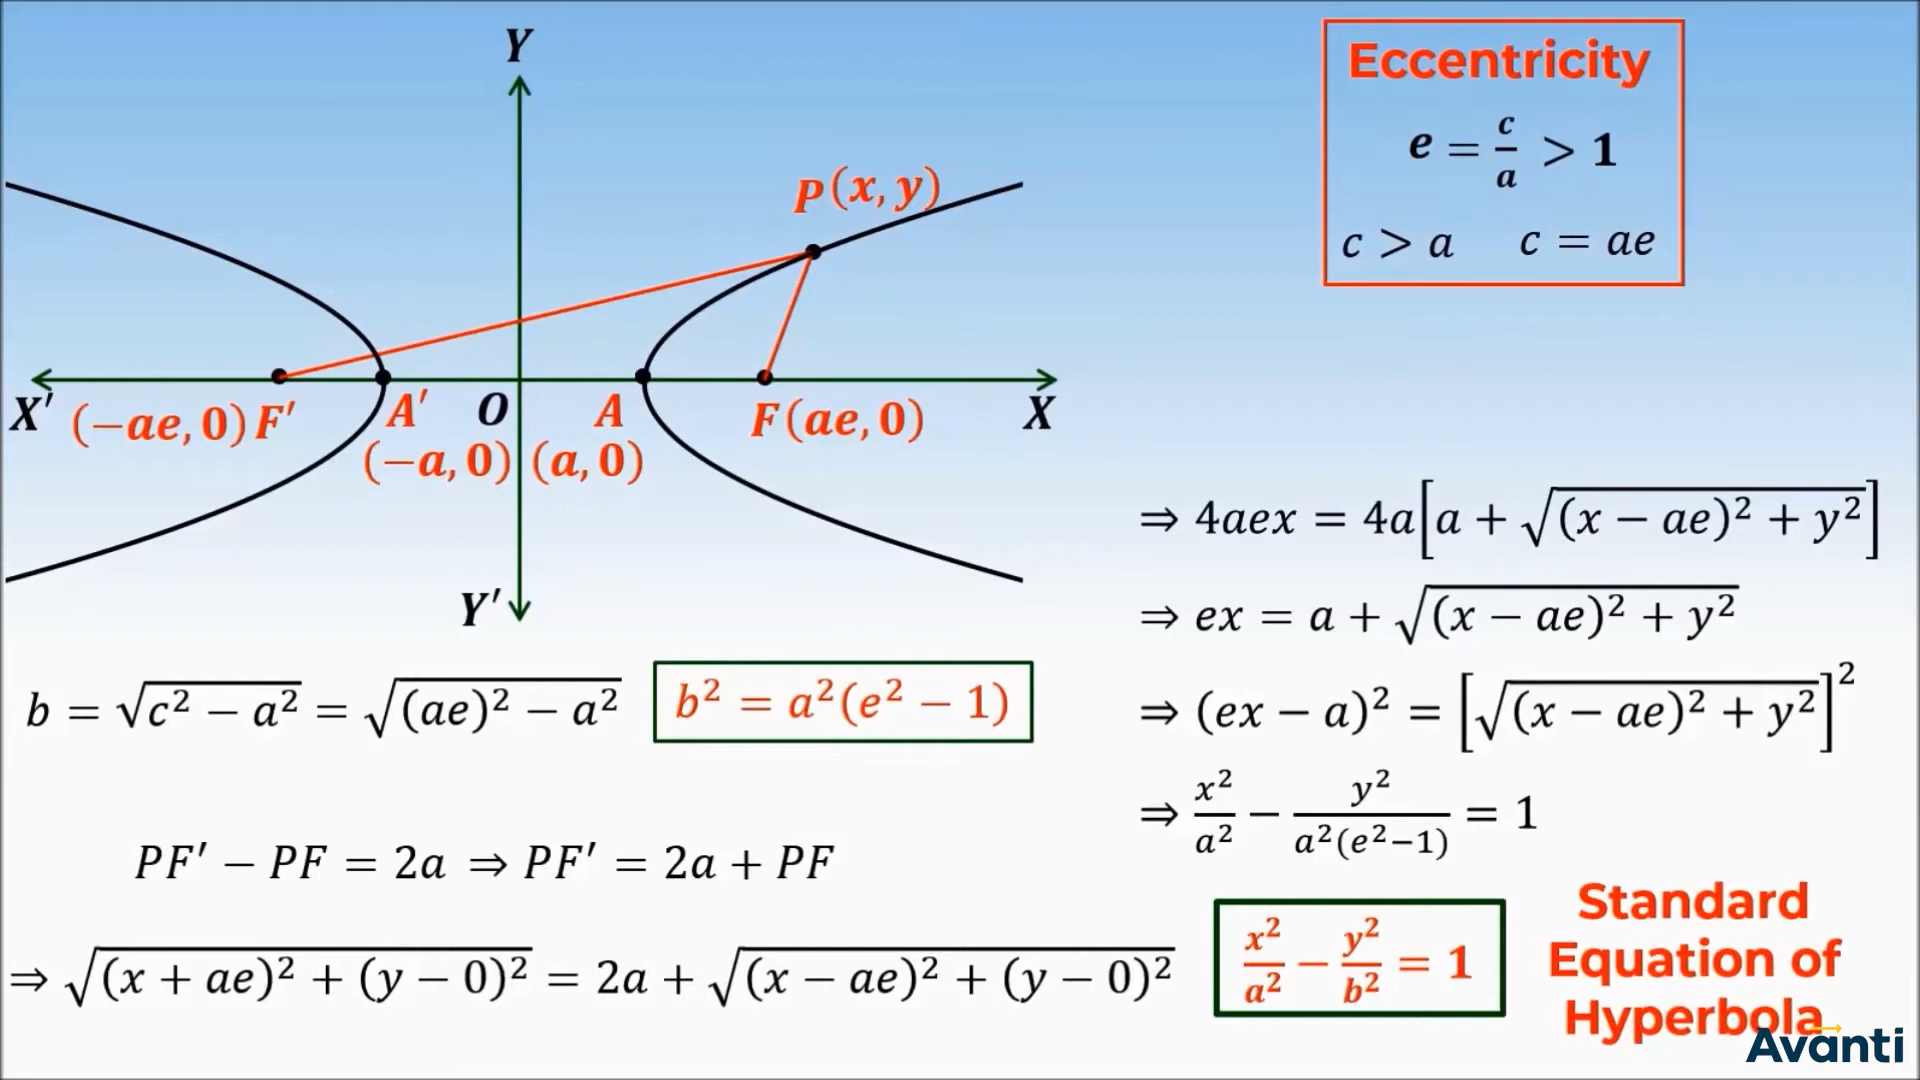 Y
Eccentricity
e = c/a > 1
c > a c = ae
P(x, y)
X′ (−ae, 0) F′ A′ O A F(ae, 0) X
(−a, 0) (a, 0)
Y′
b = √(c² − a²) = √((ae)² − a²) b² = a²(e² − 1)
PF′ − PF = 2a ⇒ PF′ = 2a + PF
⇒ √((x + ae)² + (y − 0)²) = 2a + √((x − ae)² + (y − 0)²)
⇒ 4aex = 4a[a + √((x − ae)² + y²)]
⇒ ex = a + √((x − ae)² + y²)
⇒ (ex − a)² = [√((x − ae)² + y²)]²
⇒ x²/a² − y²/a²(e²−1) = 1
x²/a² − y²/b² = 1
Standard
Equation of
Hyperbola
Avanti